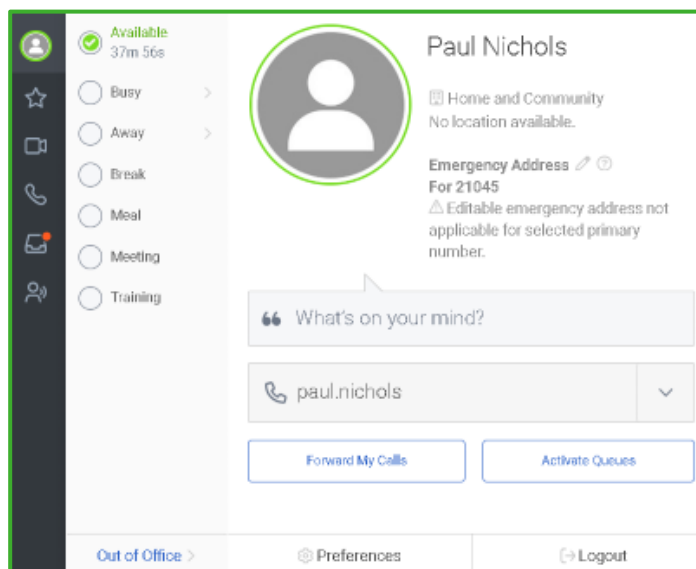 Available
37m 56s
Busy
Away
Break
Meal
Meeting
Training
Paul Nichols
Home and Community
No location available.
Emergency Address
For 21045
Editable emergency address not
applicable for selected primary
number.
What's on your mind?
paul.nichols
Forward My Calls
Activate Queues
Out of Office
Preferences
Logout